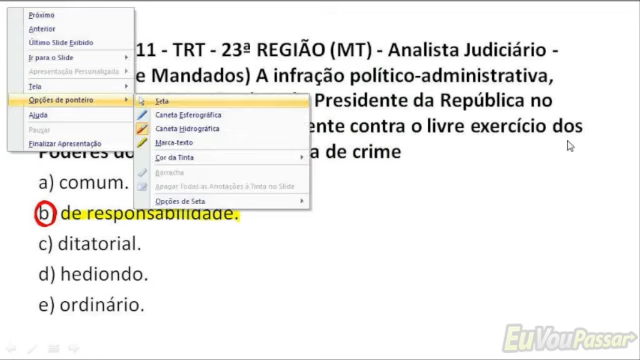 Próximo
Anterior
Último Slide Exibido
Ir para o Slide
Apresentação Personalizada
Tela
Opções de ponteiro
Ajuda
Pausar
Finalizar Apresentação
Seta
Caneta Esferográfica
Caneta Hidrográfica
Marca-texto
Cor da Tinta
Borracha
Apagar Todas as Anotações à Tinta no Slide
Opções de Seta
11 - TRT - 23ª REGIÃO (MT) - Analista Judiciário -
e Mandados) A infração político-administrativa,
Presidente da República no
ente contra o livre exercício dos
Poderes do
a de crime
a) comum.
b) de responsabilidade.
c) ditatorial.
d) hediondo.
e) ordinário.
EuVouPassar